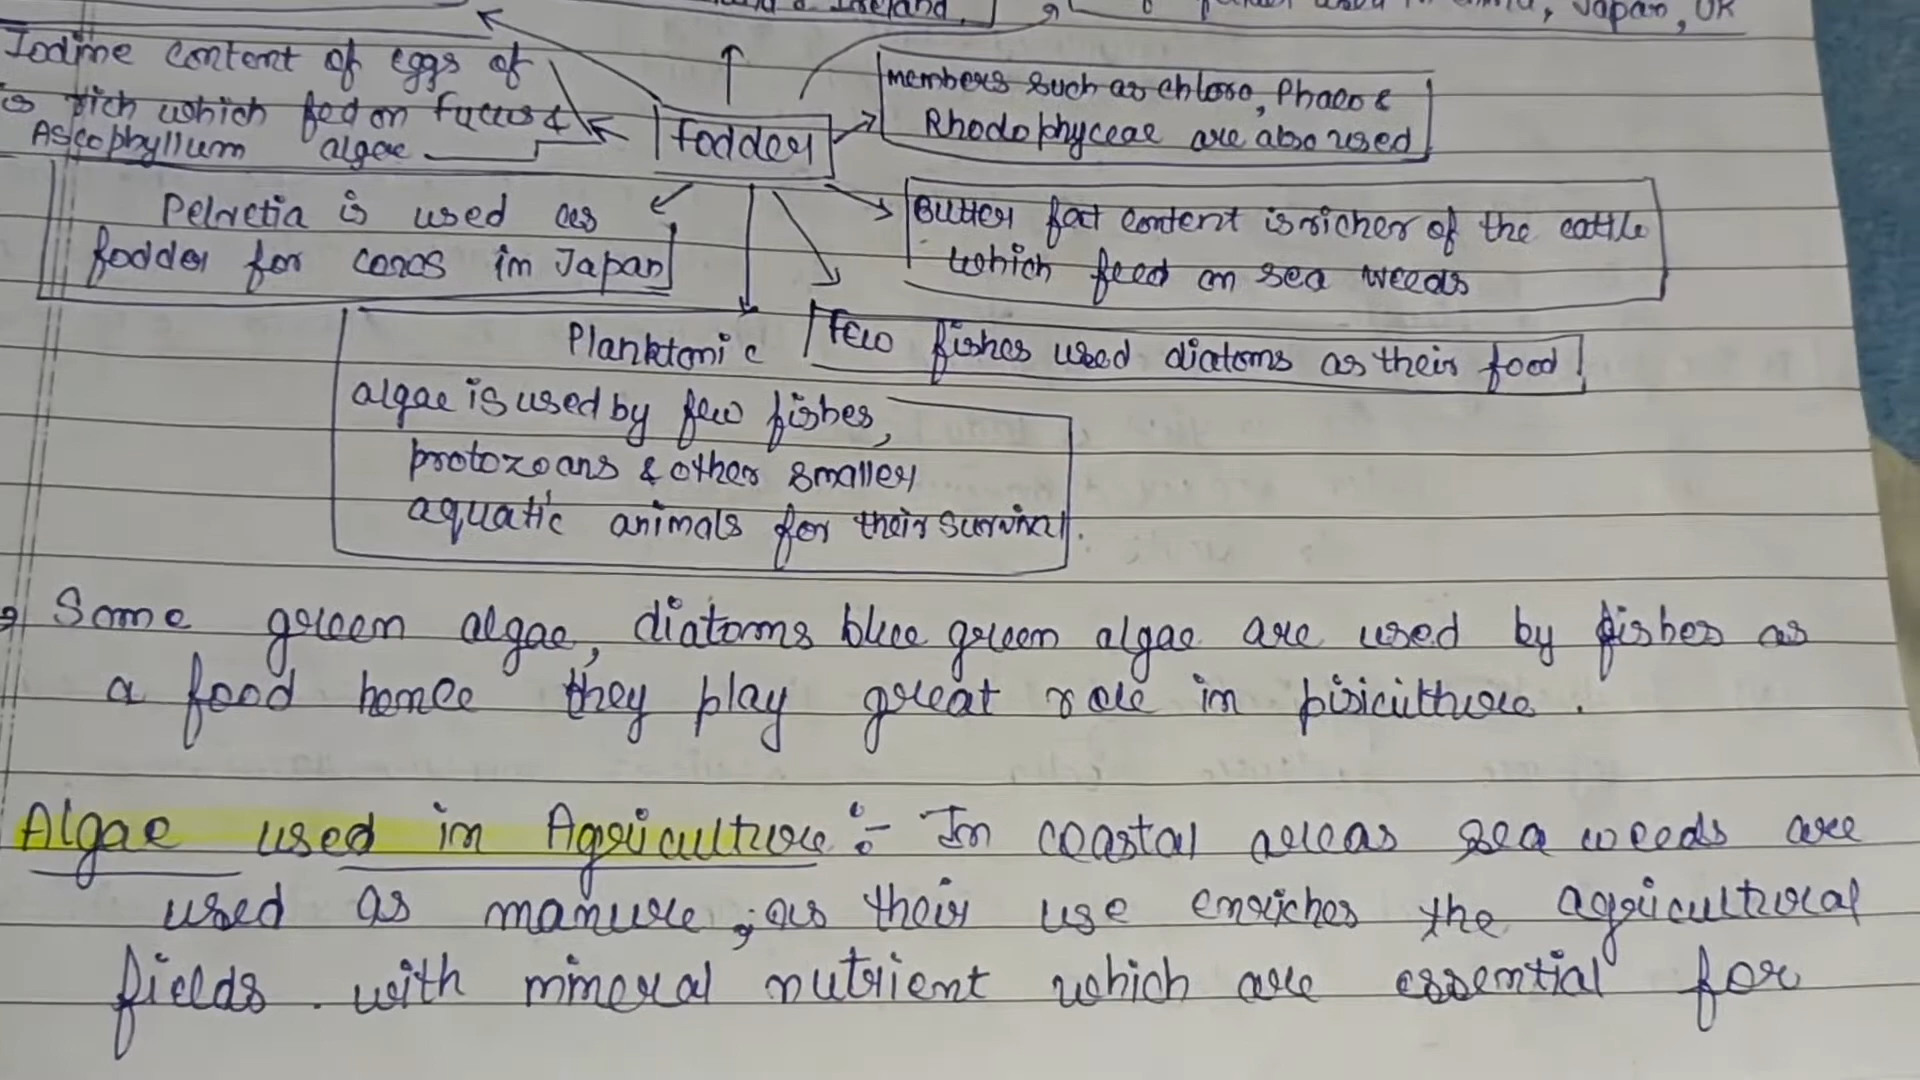 Ireland.
Japan, UK
Iodine content of eggs of
is rich which fed on fucus &
Ascophyllum algae
fodder
members such as chloro, Phaeo &
Rhodophyceae are also used
Pelvetia is used as
fodder for cows in Japan
Butter fat content is richer of the cattle
which feed on sea weeds
Few fishes used diatoms as their food
Planktonic
algae is used by few fishes,
protozoans & other smaller
aquatic animals for their survival.
Some green algae, diatoms blue green algae are used by fishes as
a food hence they play great role in pisiculture.
Algae used in Agriculture :- In coastal areas sea weeds are
used as manure, as their use enriches the agricultural
fields with mineral nutrient which are essential for